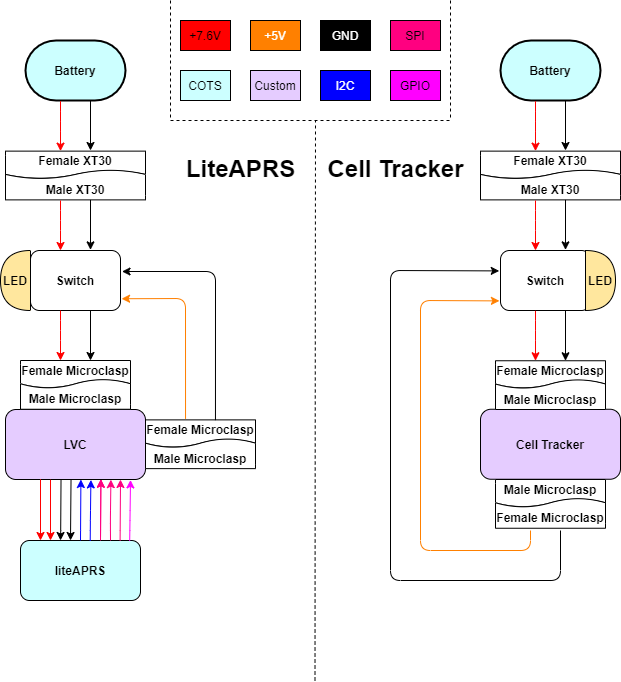 +7.6V
+5V
GND
SPI
COTS
Custom
I2C
GPIO
LiteAPRS
Cell Tracker
Battery
Female XT30
Male XT30
LED
Switch
Female Microclasp
Male Microclasp
LVC
Female Microclasp
Male Microclasp
liteAPRS
Battery
Female XT30
Male XT30
Switch
LED
Female Microclasp
Male Microclasp
Cell Tracker
Male Microclasp
Female Microclasp